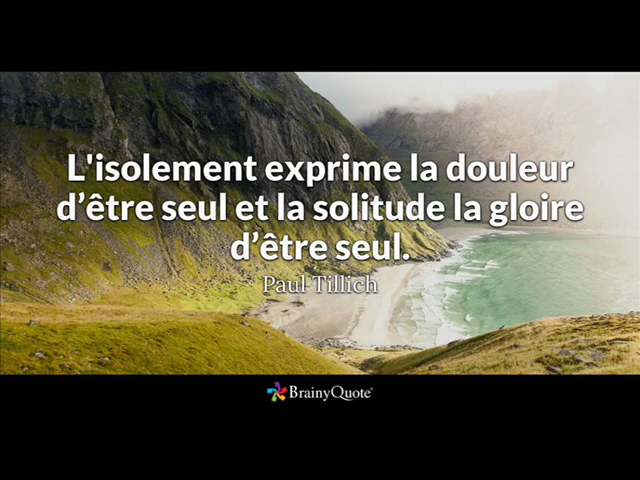 L'isolement exprime la douleur
d’être seul et la solitude la gloire
d’être seul.
Paul Tillich
BrainyQuote®